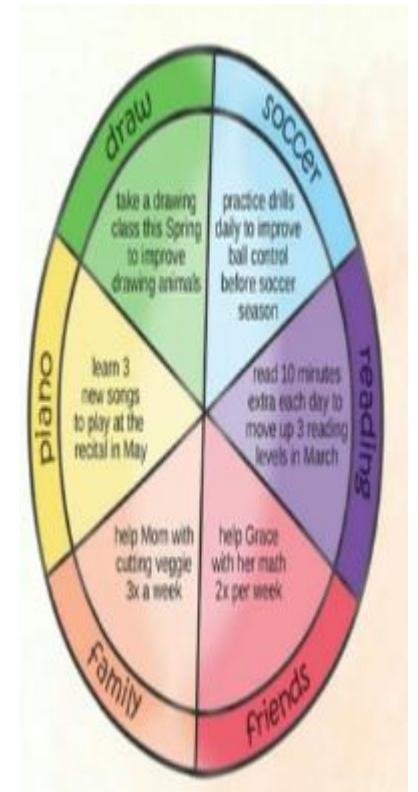 draw
take a drawing
class this Spring
to improve
drawing animals
soccer
practice drills
daily to improve
ball control
before soccer
season
reading
read 10 minutes
extra each day to
move up 3 reading
levels in March
friends
help Grace
with her math
2x per week
family
help Mom with
cutting veggie
3x a week
piano
learn 3
new songs
to play at the
recital in May